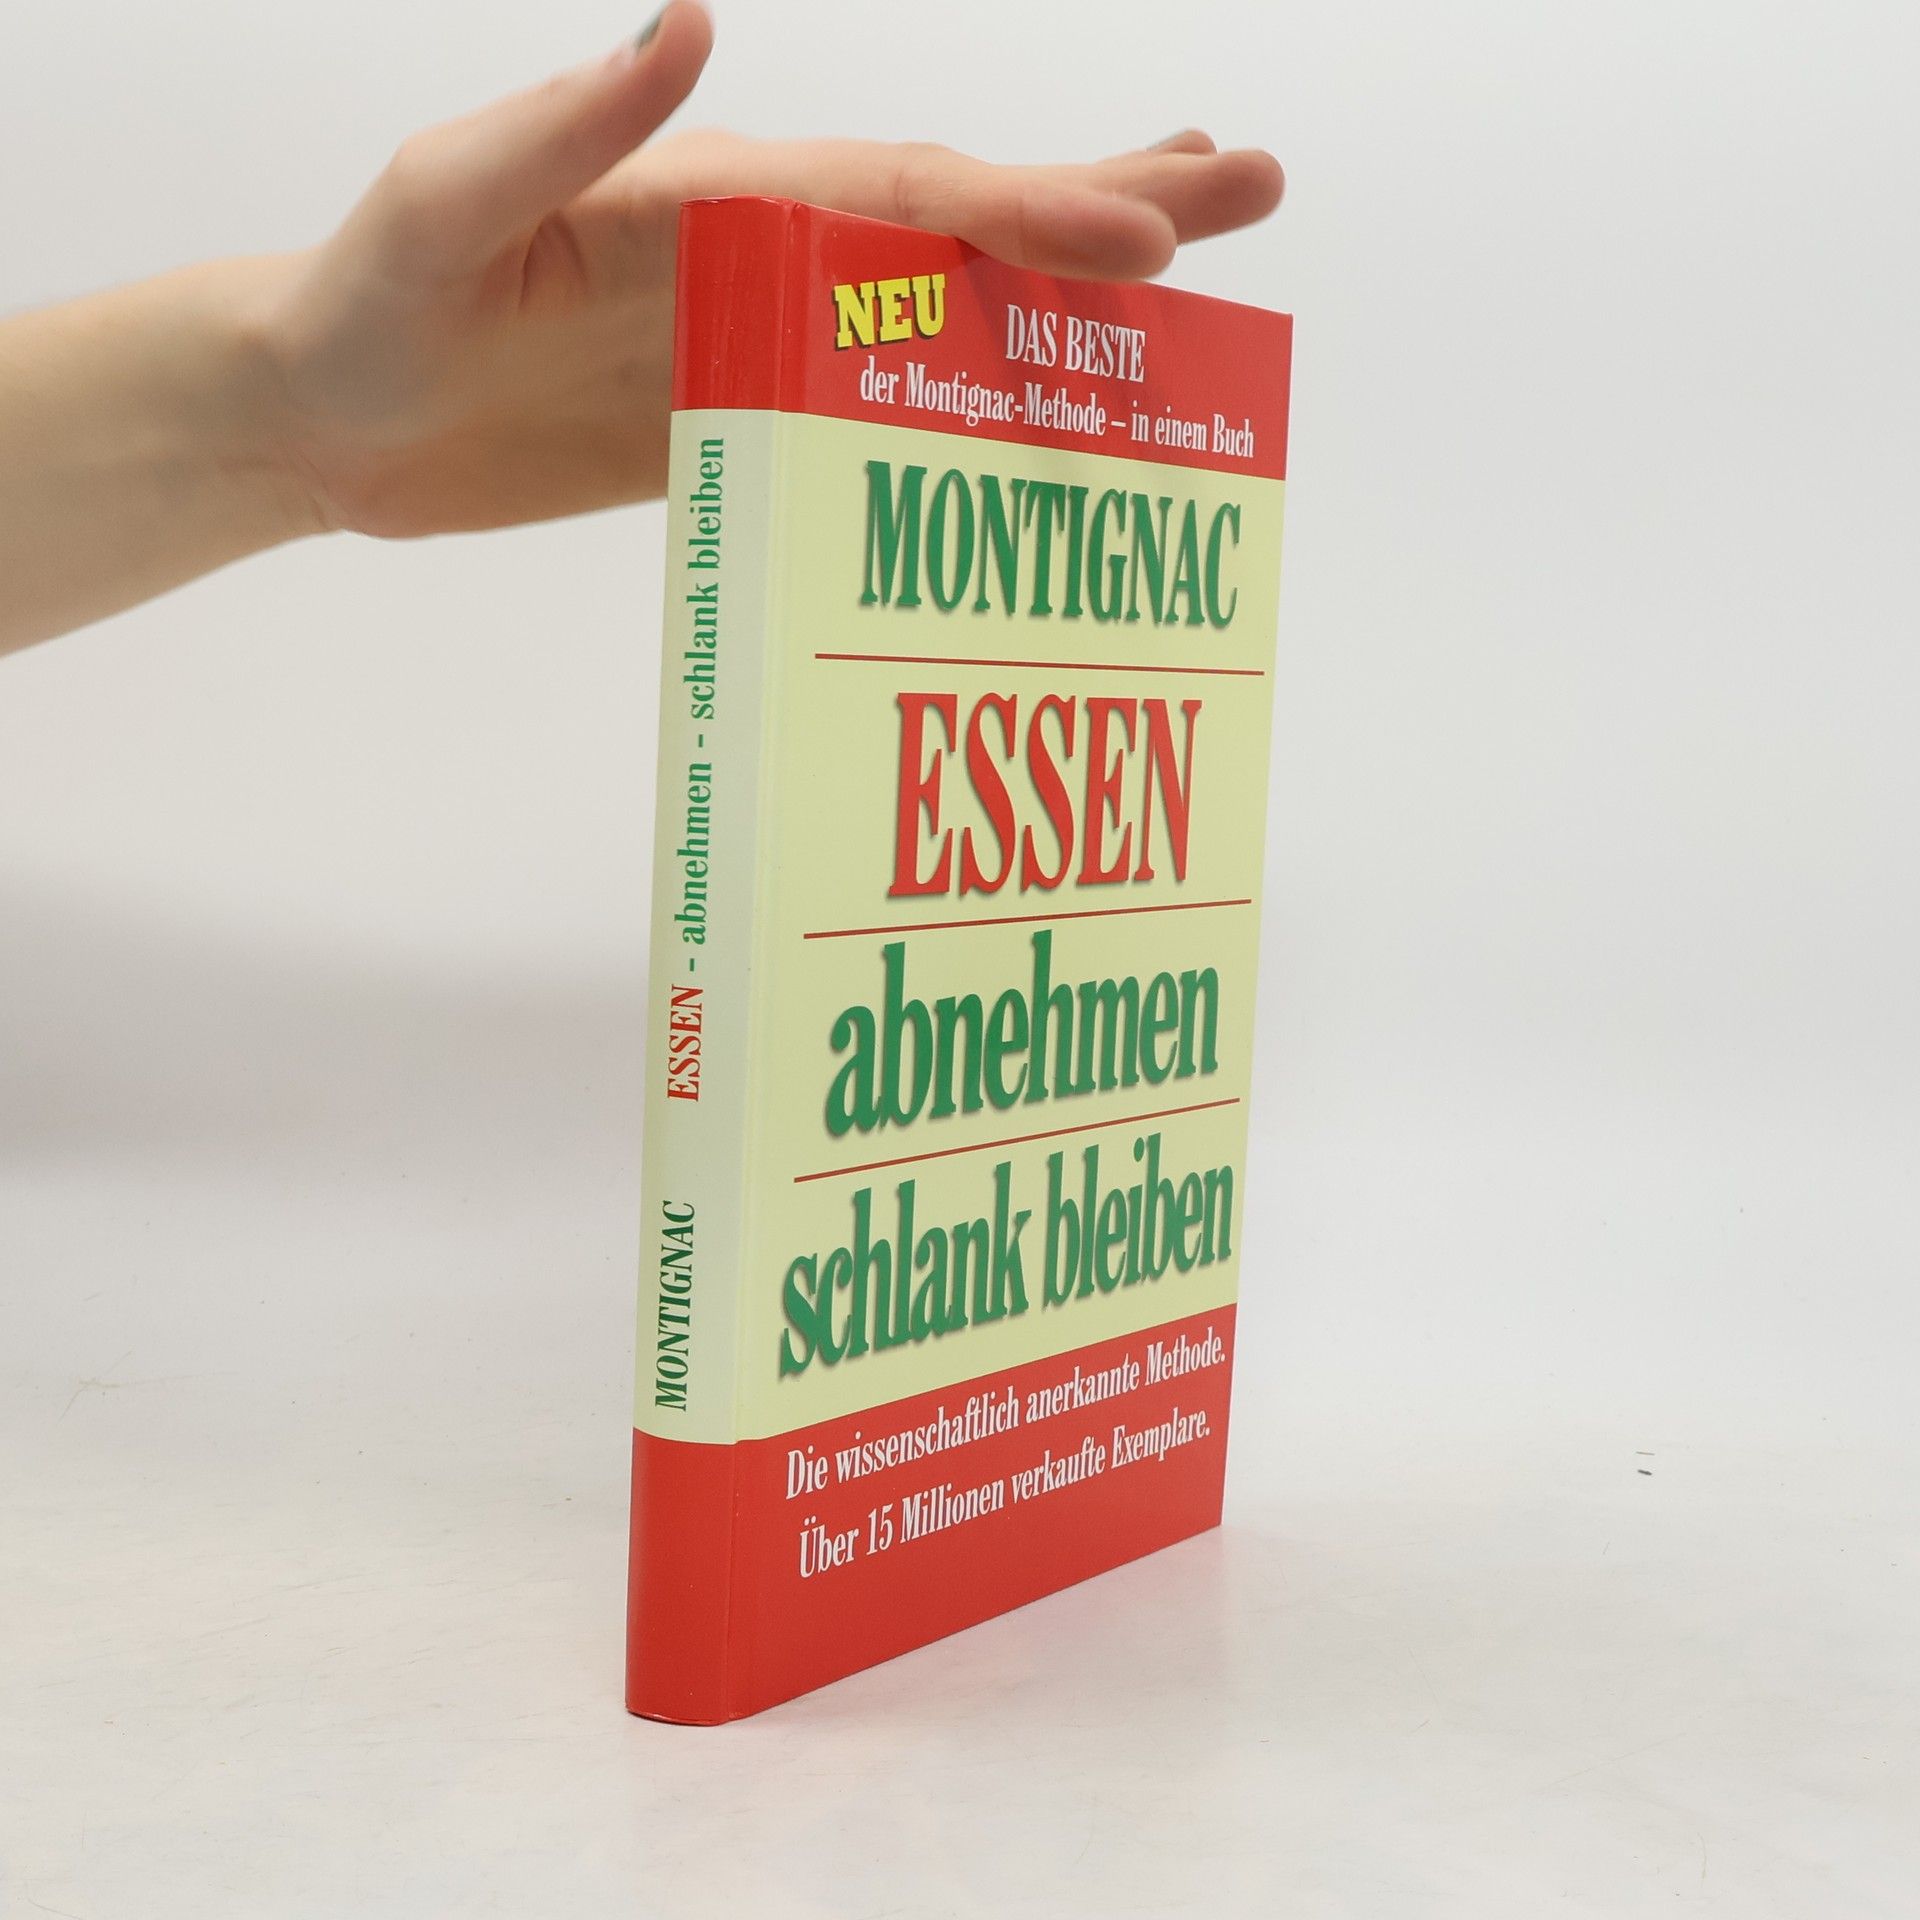 MONTIGNAC ESSEN - abnehmen - schlank bleiben
NEU
DAS BESTE
der Montignac-Methode – in einem Buch
MONTIGNAC
ESSEN
abnehmen
schlank bleiben
Die wissenschaftlich anerkannte Methode.
Über 15 Millionen verkaufte Exemplare.